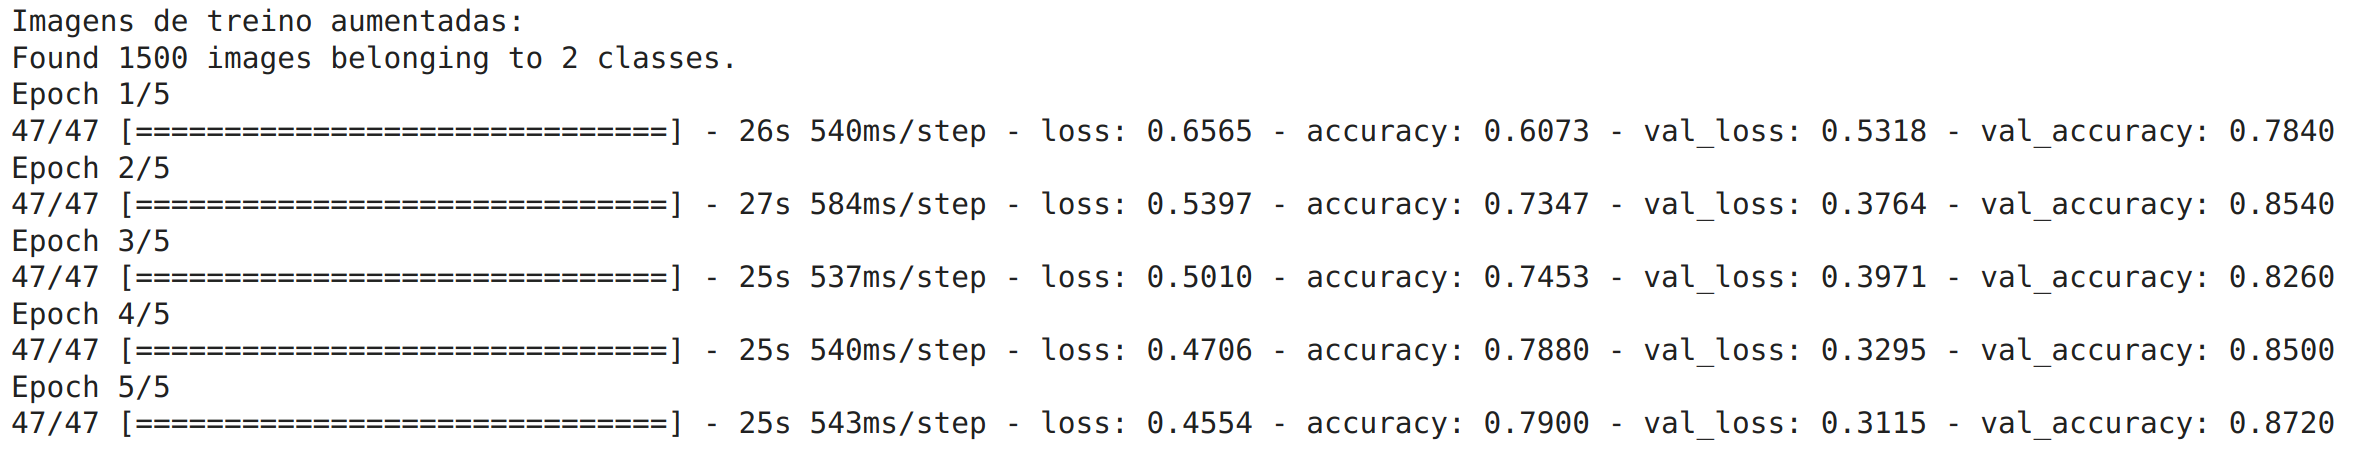 Imagens de treino aumentadas:
Found 1500 images belonging to 2 classes.
Epoch 1/5
47/47 [==============================] - 26s 540ms/step - loss: 0.6565 - accuracy: 0.6073 - val_loss: 0.5318 - val_accuracy: 0.7840
Epoch 2/5
47/47 [==============================] - 27s 584ms/step - loss: 0.5397 - accuracy: 0.7347 - val_loss: 0.3764 - val_accuracy: 0.8540
Epoch 3/5
47/47 [==============================] - 25s 537ms/step - loss: 0.5010 - accuracy: 0.7453 - val_loss: 0.3971 - val_accuracy: 0.8260
Epoch 4/5
47/47 [==============================] - 25s 540ms/step - loss: 0.4706 - accuracy: 0.7880 - val_loss: 0.3295 - val_accuracy: 0.8500
Epoch 5/5
47/47 [==============================] - 25s 543ms/step - loss: 0.4554 - accuracy: 0.7900 - val_loss: 0.3115 - val_accuracy: 0.8720